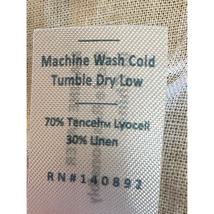 Machine Wash Cold
Tumble Dry Low
70% Tencel™ Lyocell
30% Linen
RN#140892